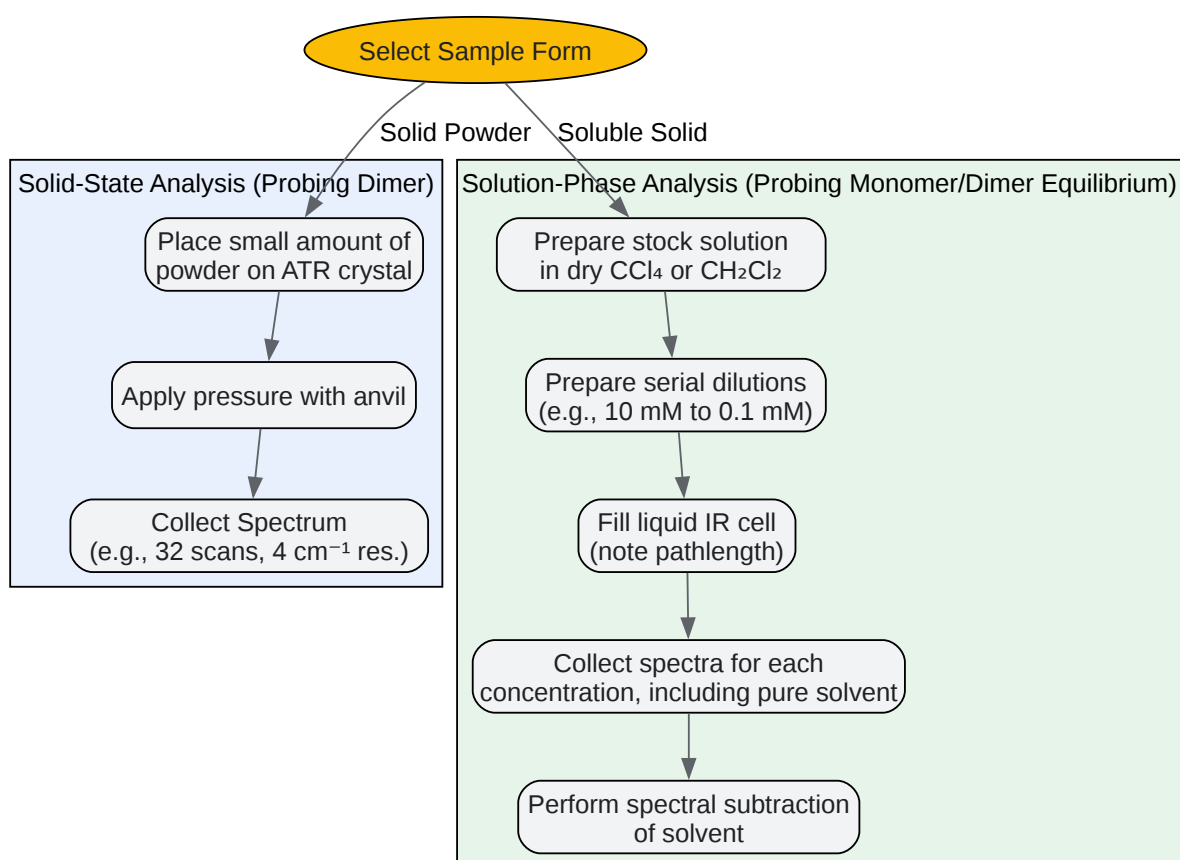 Select Sample Form
Solid Powder
Soluble Solid
Solid-State Analysis (Probing Dimer)
Place small amount of
powder on ATR crystal
Apply pressure with anvil
Collect Spectrum
(e.g., 32 scans, 4 cm⁻¹ res.)
Solution-Phase Analysis (Probing Monomer/Dimer Equilibrium)
Prepare stock solution
in dry CCl₄ or CH₂Cl₂
Prepare serial dilutions
(e.g., 10 mM to 0.1 mM)
Fill liquid IR cell
(note pathlength)
Collect spectra for each
concentration, including pure solvent
Perform spectral subtraction
of solvent